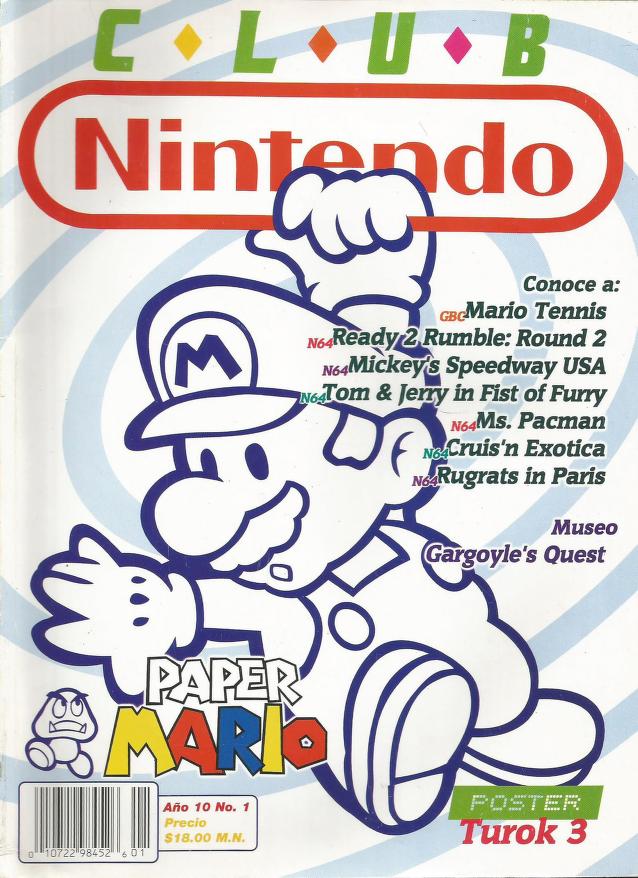 CLUB
Nintendo
Conoce a:
GBC Mario Tennis
N64 Ready 2 Rumble: Round 2
N64 Mickey's Speedway USA
N64 Tom & Jerry in Fist of Furry
N64 Ms. Pacman
N64 Cruis'n Exotica
N64 Rugrats in Paris
Museo
Gargoyle's Quest
M
PAPER
MARIO
Año 10 No. 1
Precio
$18.00 M.N.
0 10722 98452 6 01
POSTER
Turok 3